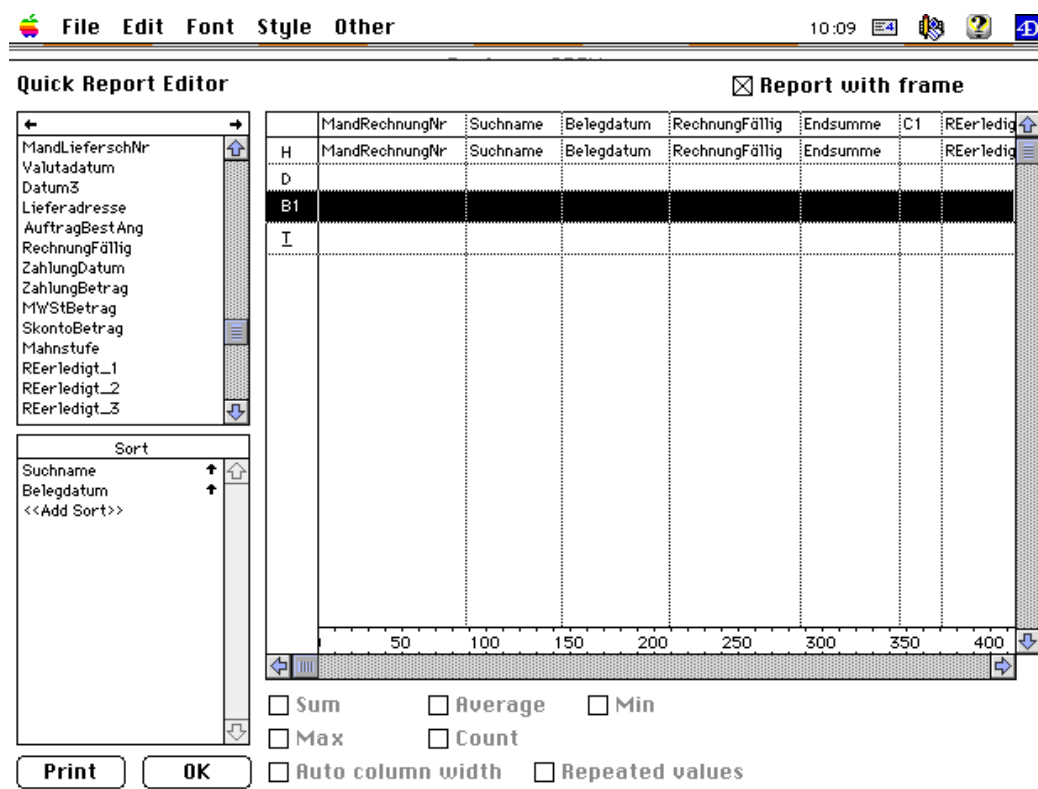 File Edit Font Style Other 10:09 4D
Quick Report Editor
Report with frame
MandLieferschNr
Valutadatum
Datum3
Lieferadresse
AuftragBestAng
RechnungFällig
ZahlungDatum
ZahlungBetrag
MWStBetrag
SkontoBetrag
Mahnstufe
REerledigt_1
REerledigt_2
REerledigt_3
Sort
Suchname
Belegdatum
<<Add Sort>>
Print OK
MandRechnungNr Suchname Belegdatum RechnungFällig Endsumme C1 REerledig
H MandRechnungNr Suchname Belegdatum RechnungFällig Endsumme REerledig
D
B1
T
50 100 150 200 250 300 350 400
Sum Average Min
Max Count
Auto column width Repeated values